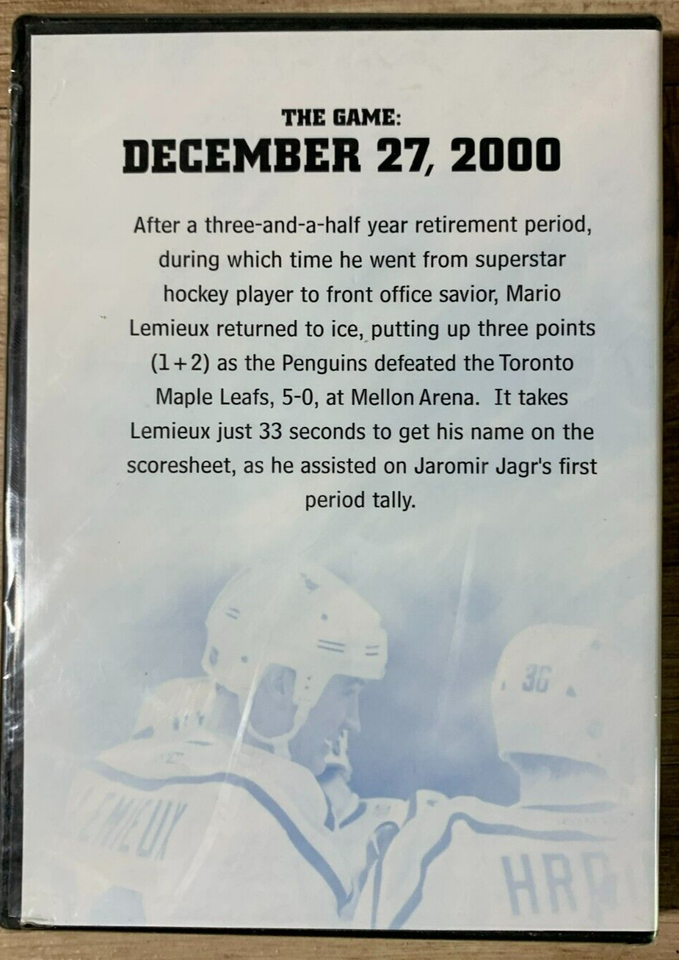 THE GAME:
DECEMBER 27, 2000
After a three-and-a-half year retirement period,
during which time he went from superstar
hockey player to front office savior, Mario
Lemieux returned to ice, putting up three points
(1+2) as the Penguins defeated the Toronto
Maple Leafs, 5-0, at Mellon Arena. It takes
Lemieux just 33 seconds to get his name on the
scoresheet, as he assisted on Jaromir Jagr's first
period tally.
LEMIEUX